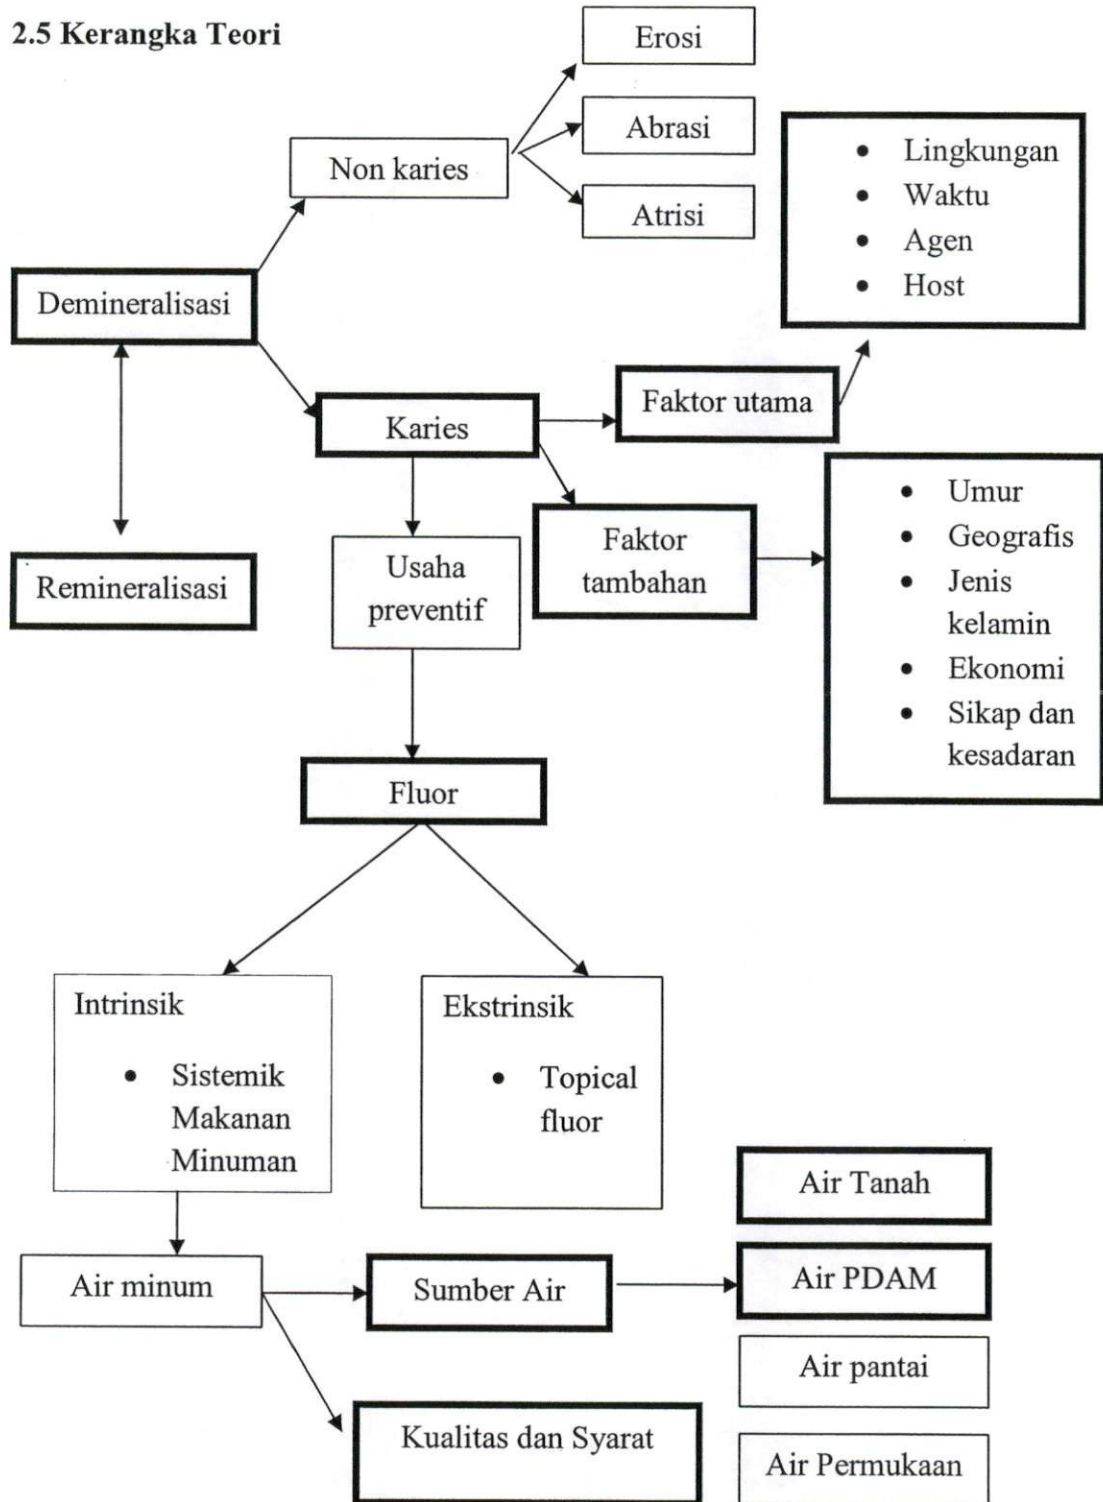 2.5 Kerangka Teori
Erosi
Abrasi
Non karies
Atrisi
• Lingkungan
• Waktu
• Agen
• Host
Demineralisasi
Faktor utama
Karies
• Umur
• Geografis
• Jenis
kelamin
• Ekonomi
• Sikap dan
kesadaran
Faktor
tambahan
Usaha
preventif
Remineralisasi
Fluor
Intrinsik
• Sistemik
Makanan
Minuman
Ekstrinsik
• Topical
fluor
Air Tanah
Air minum
Sumber Air
Air PDAM
Air pantai
Kualitas dan Syarat
Air Permukaan